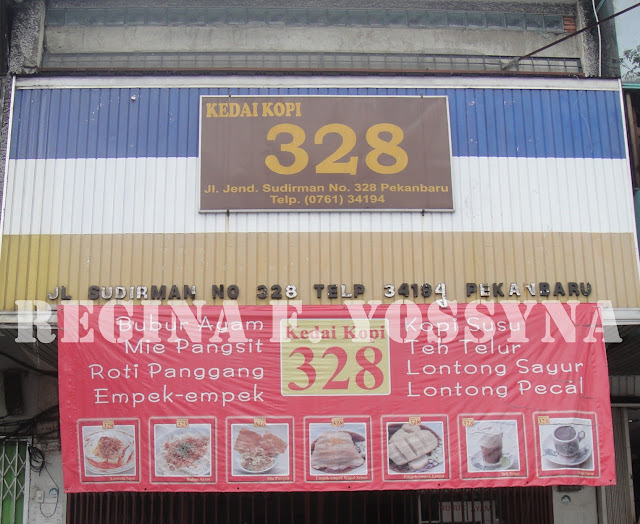 KEDAI KOPI
328
Jl. Jend. Sudirman No. 328 Pekanbaru
Telp. (0761) 34194
JL SUDIRMAN NO 328 TELP 34194 PEKANBARU
REGINA F. YOSSYNA
Bubur Ayam
Mie Pangsit
Roti Panggang
Empek-empek
Kedai Kopi
328
Kopi Susu
Teh Telur
Lontong Sayur
Lontong Pecal